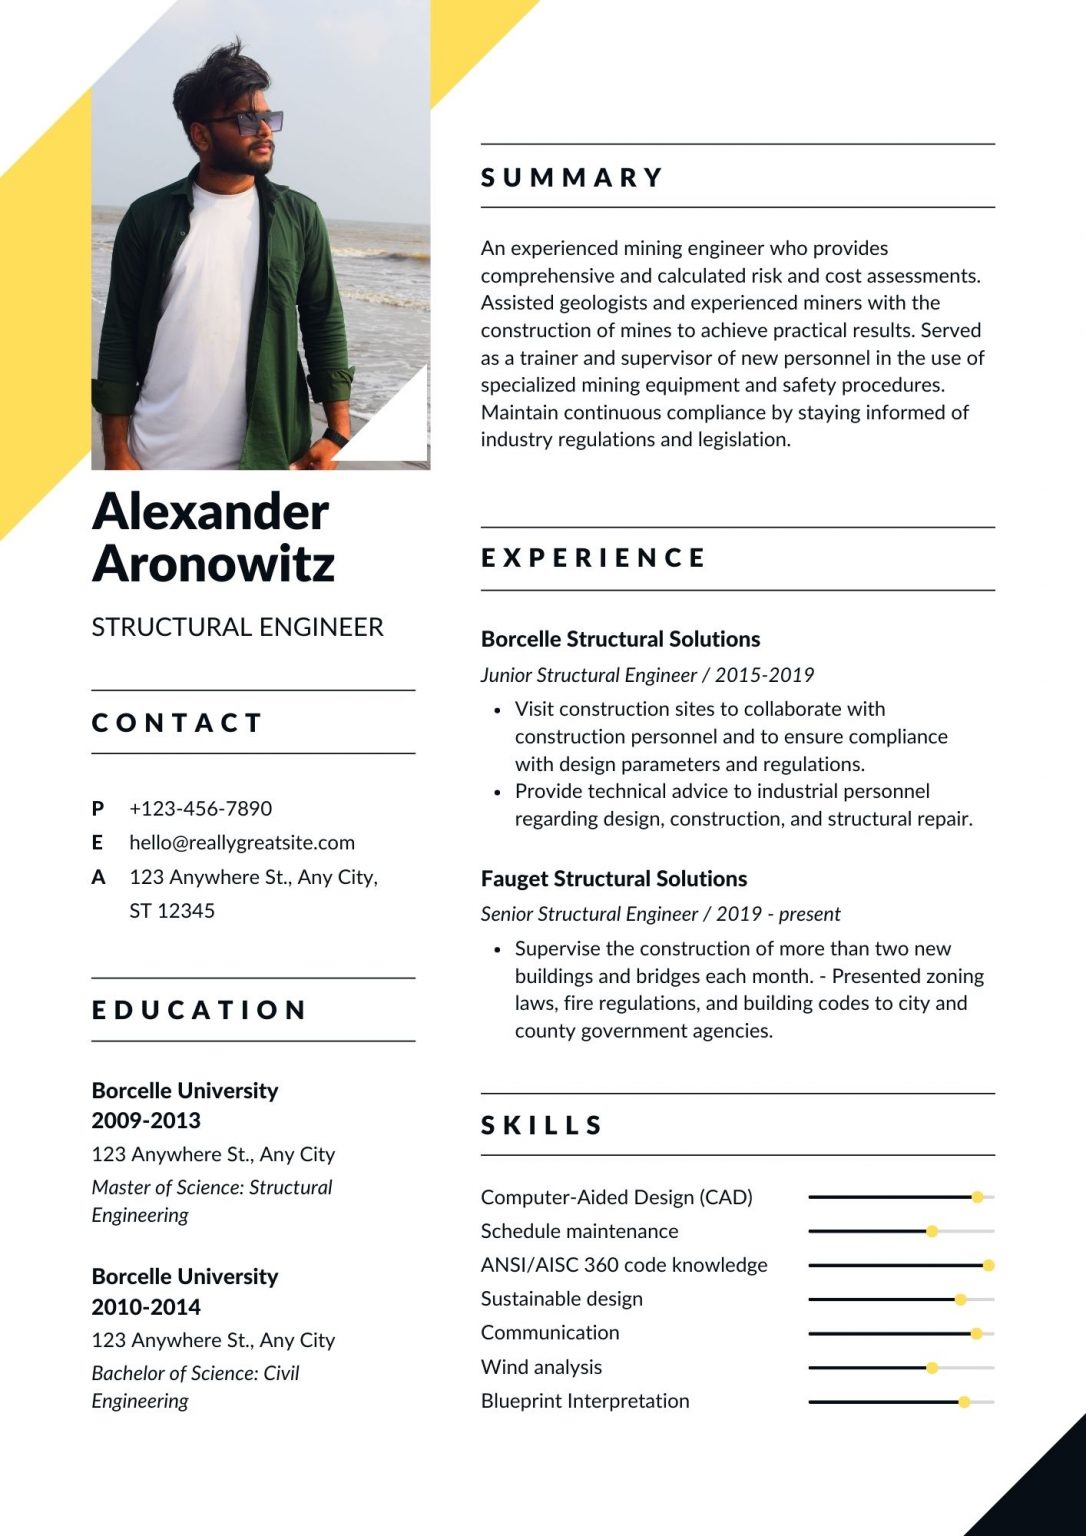 Alexander
Aronowitz
STRUCTURAL ENGINEER
CONTACT
P +123-456-7890
E hello@reallygreatsite.com
A 123 Anywhere St., Any City,
ST 12345
EDUCATION
Borcelle University
2009-2013
123 Anywhere St., Any City
Master of Science: Structural
Engineering
Borcelle University
2010-2014
123 Anywhere St., Any City
Bachelor of Science: Civil
Engineering
SUMMARY
An experienced mining engineer who provides
comprehensive and calculated risk and cost assessments.
Assisted geologists and experienced miners with the
construction of mines to achieve practical results. Served
as a trainer and supervisor of new personnel in the use of
specialized mining equipment and safety procedures.
Maintain continuous compliance by staying informed of
industry regulations and legislation.
EXPERIENCE
Borcelle Structural Solutions
Junior Structural Engineer / 2015-2019
• Visit construction sites to collaborate with
construction personnel and to ensure compliance
with design parameters and regulations.
• Provide technical advice to industrial personnel
regarding design, construction, and structural repair.
Fauget Structural Solutions
Senior Structural Engineer / 2019 - present
• Supervise the construction of more than two new
buildings and bridges each month. - Presented zoning
laws, fire regulations, and building codes to city and
county government agencies.
SKILLS
Computer-Aided Design (CAD)
Schedule maintenance
ANSI/AISC 360 code knowledge
Sustainable design
Communication
Wind analysis
Blueprint Interpretation